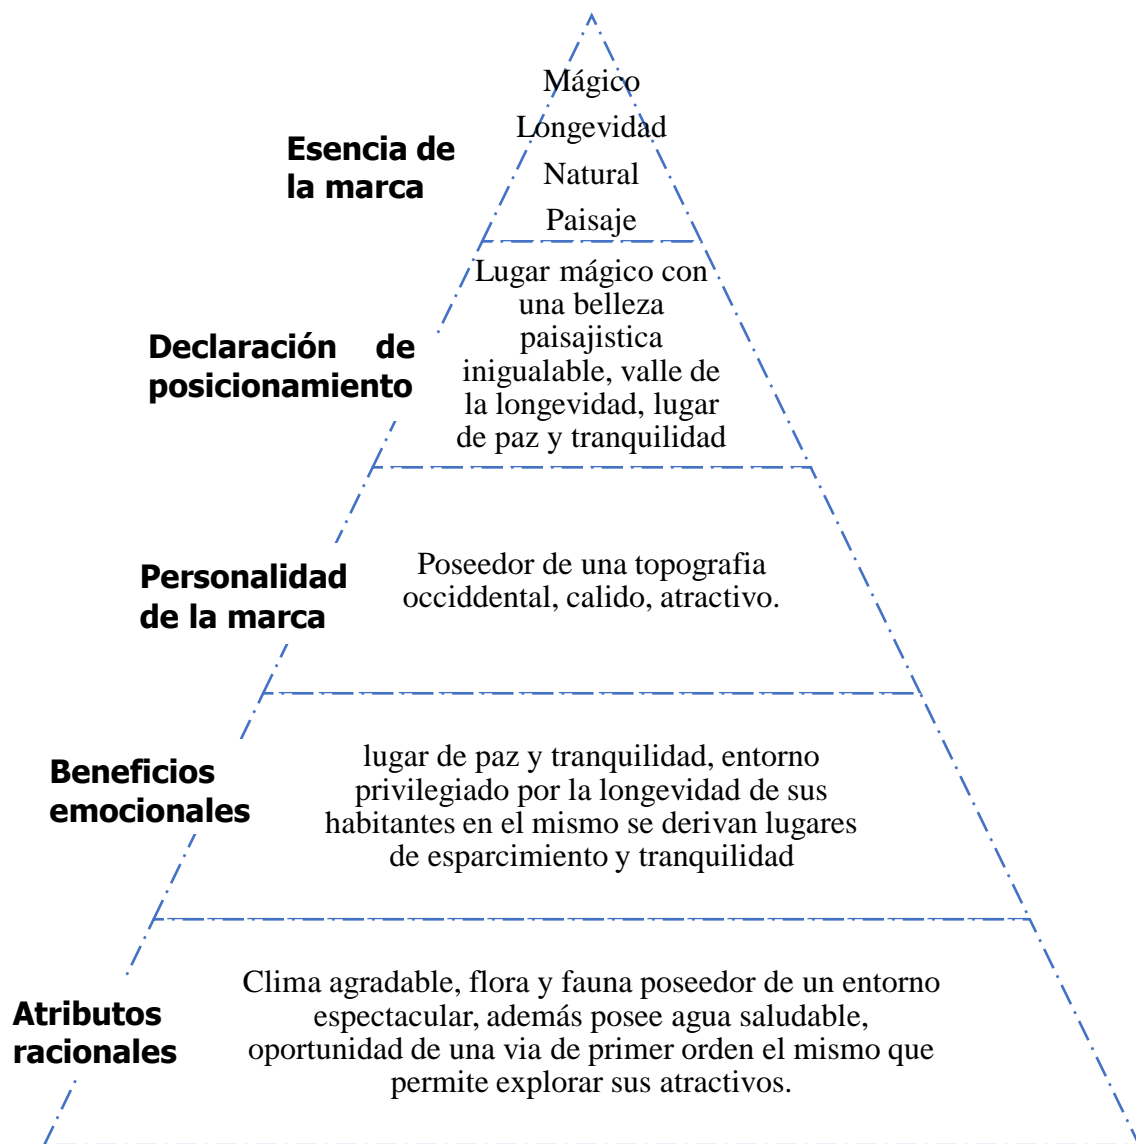 Mágico
Longevidad
Natural
Paisaje
Esencia de
la marca
Lugar mágico con
una belleza
paisajistica
inigualable, valle de
la longevidad, lugar
de paz y tranquilidad
Declaración de
posicionamiento
Poseedor de una topografia
occiddental, calido, atractivo.
Personalidad
de la marca
lugar de paz y tranquilidad, entorno
privilegiado por la longevidad de sus
habitantes en el mismo se derivan lugares
de esparcimiento y tranquilidad
Beneficios
emocionales
Clima agradable, flora y fauna poseedor de un entorno
espectacular, además posee agua saludable,
oportunidad de una via de primer orden el mismo que
permite explorar sus atractivos.
Atributos
racionales